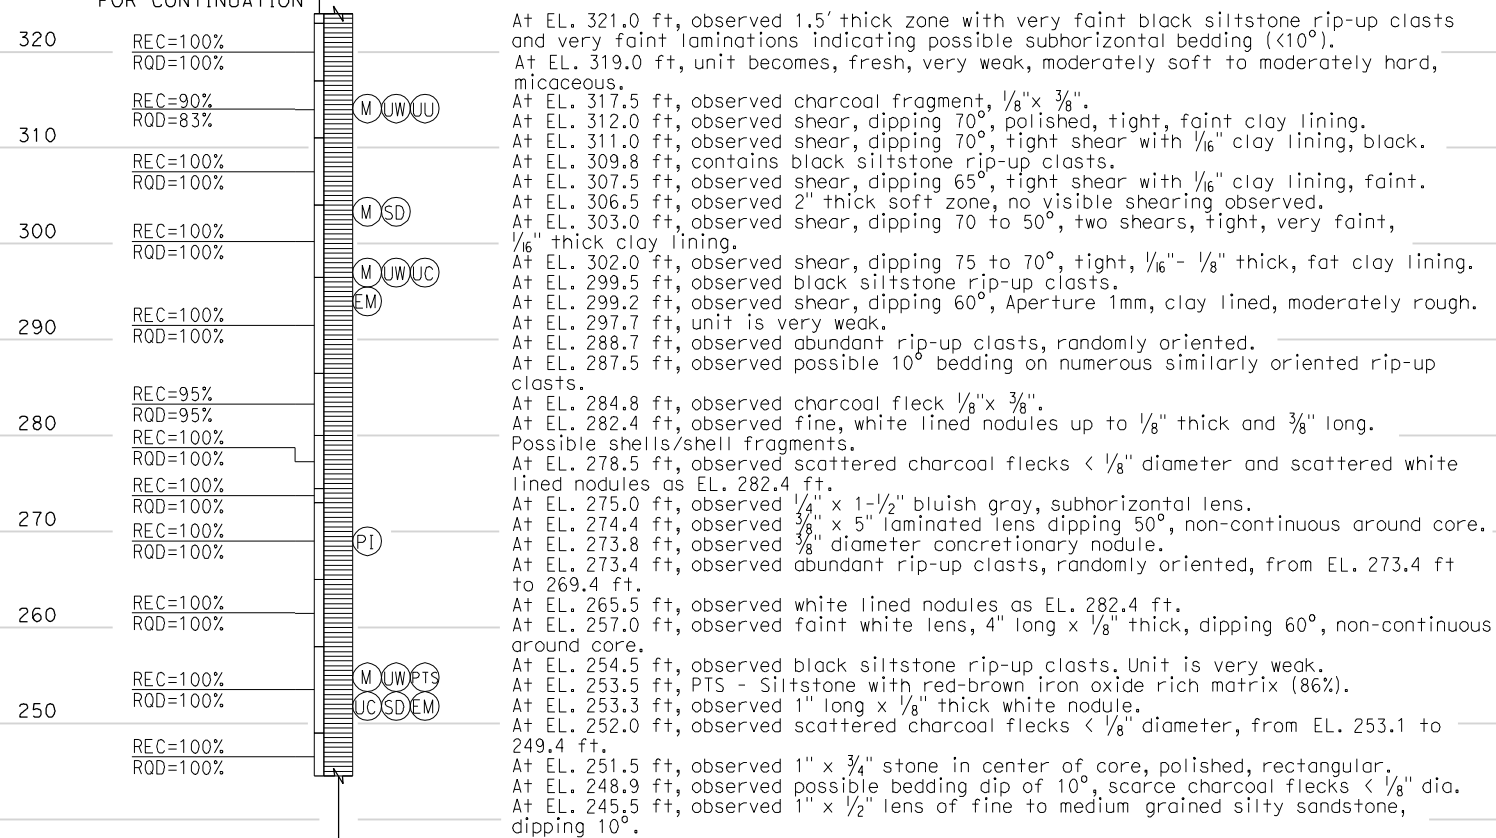 FOR CONTINUATION
320
REC=100%
RQD=100%
REC=90%
RQD=83%
M UW UU
310
REC=100%
RQD=100%
M SD
300
REC=100%
RQD=100%
M UW UC
EM
290
REC=100%
RQD=100%
REC=95%
RQD=95%
280
REC=100%
RQD=100%
REC=100%
RQD=100%
270
REC=100%
RQD=100%
PI
260
REC=100%
RQD=100%
M UW PTS
REC=100%
RQD=100%
UC SD EM
250
REC=100%
RQD=100%
At EL. 321.0 ft, observed 1.5' thick zone with very faint black siltstone rip-up clasts
and very faint laminations indicating possible subhorizontal bedding (<10°).
At EL. 319.0 ft, unit becomes, fresh, very weak, moderately soft to moderately hard,
micaceous.
At EL. 317.5 ft, observed charcoal fragment, 1/8"x 3/8".
At EL. 312.0 ft, observed shear, dipping 70°, polished, tight, faint clay lining.
At EL. 311.0 ft, observed shear, dipping 70°, tight shear with 1/16" clay lining, black.
At EL. 309.8 ft, contains black siltstone rip-up clasts.
At EL. 307.5 ft, observed shear, dipping 65°, tight shear with 1/16" clay lining, faint.
At EL. 306.5 ft, observed 2" thick soft zone, no visible shearing observed.
At EL. 303.0 ft, observed shear, dipping 70 to 50°, two shears, tight, very faint,
1/16" thick clay lining.
At EL. 302.0 ft, observed shear, dipping 75 to 70°, tight, 1/16"- 1/8" thick, fat clay lining.
At EL. 299.5 ft, observed black siltstone rip-up clasts.
At EL. 299.2 ft, observed shear, dipping 60°, Aperture 1mm, clay lined, moderately rough.
At EL. 297.7 ft, unit is very weak.
At EL. 288.7 ft, observed abundant rip-up clasts, randomly oriented.
At EL. 287.5 ft, observed possible 10° bedding on numerous similarly oriented rip-up
clasts.
At EL. 284.8 ft, observed charcoal fleck 1/8"x 3/8".
At EL. 282.4 ft, observed fine, white lined nodules up to 1/8" thick and 3/8" long.
Possible shells/shell fragments.
At EL. 278.5 ft, observed scattered charcoal flecks < 1/8" diameter and scattered white
lined nodules as EL. 282.4 ft.
At EL. 275.0 ft, observed 1/4" x 1-1/2" bluish gray, subhorizontal lens.
At EL. 274.4 ft, observed 3/8" x 5" laminated lens dipping 50°, non-continuous around core.
At EL. 273.8 ft, observed 3/8" diameter concretionary nodule.
At EL. 273.4 ft, observed abundant rip-up clasts, randomly oriented, from EL. 273.4 ft
to 269.4 ft.
At EL. 265.5 ft, observed white lined nodules as EL. 282.4 ft.
At EL. 257.0 ft, observed faint white lens, 4" long x 1/8" thick, dipping 60°, non-continuous
around core.
At EL. 254.5 ft, observed black siltstone rip-up clasts. Unit is very weak.
At EL. 253.5 ft, PTS - Siltstone with red-brown iron oxide rich matrix (86%).
At EL. 253.3 ft, observed 1" long x 1/8" thick white nodule.
At EL. 252.0 ft, observed scattered charcoal flecks < 1/8" diameter, from EL. 253.1 to
249.4 ft.
At EL. 251.5 ft, observed 1" x 3/4" stone in center of core, polished, rectangular.
At EL. 248.9 ft, observed possible bedding dip of 10°, scarce charcoal flecks < 1/8" dia.
At EL. 245.5 ft, observed 1" x 1/2" lens of fine to medium grained silty sandstone,
dipping 10°.